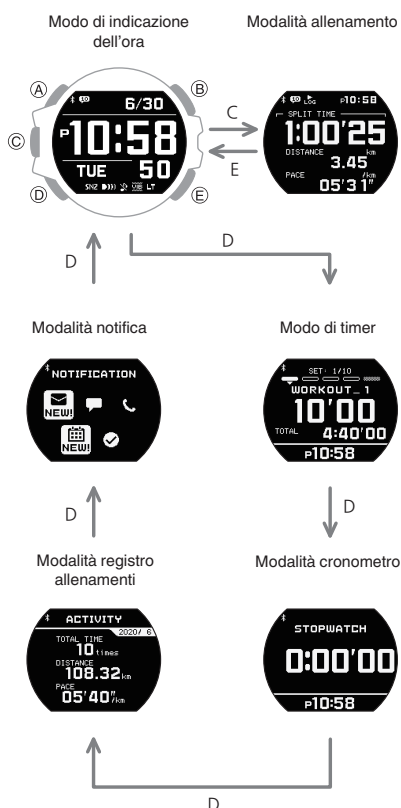 Modo di indicazione
dell'ora
Modalità allenamento
A
B
C
D
E
6/30
P10:58
TUE 50
SNZ VIB LT
C
E
LOG P10:58
SPLIT TIME
1:00'25
DISTANCE
3.45 km
PACE /km
05'31"
D
D
Modalità notifica
NOTIFICATION
NEW!
NEW!
Modo di timer
SET: 1/10
WORKOUT_1
10'00
TOTAL 4:40'00
P10:58
D
D
Modalità registro
allenamenti
ACTIVITY
2020/ 6
TOTAL TIME
10 times
DISTANCE
108.32 km
PACE
05'40"/km
Modalità cronometro
STOPWATCH
0:00'00
P10:58
D